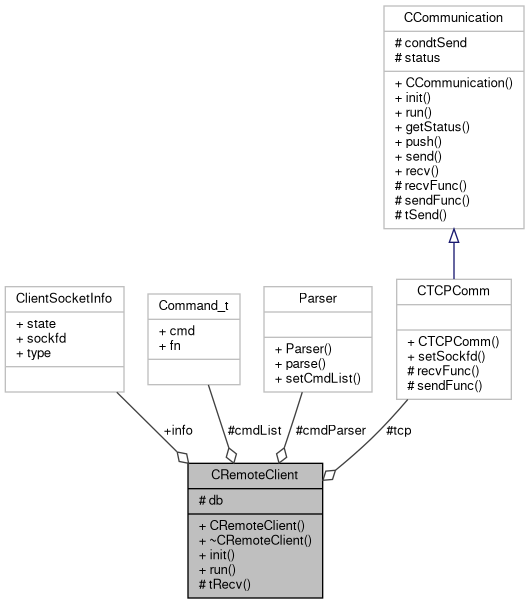 CCommunication
# condtSend
# status
+ CCommunication()
+ init()
+ run()
+ getStatus()
+ push()
+ send()
+ recv()
# recvFunc()
# sendFunc()
# tSend()
ClientSocketInfo
+ state
+ sockfd
+ type
Command_t
+ cmd
+ fn
Parser
+ Parser()
+ parse()
+ setCmdList()
CTCPComm
+ CTCPComm()
+ setSockfd()
# recvFunc()
# sendFunc()
+info
#cmdList
#cmdParser
#tcp
CRemoteClient
# db
+ CRemoteClient()
+ ~CRemoteClient()
+ init()
+ run()
# tRecv()